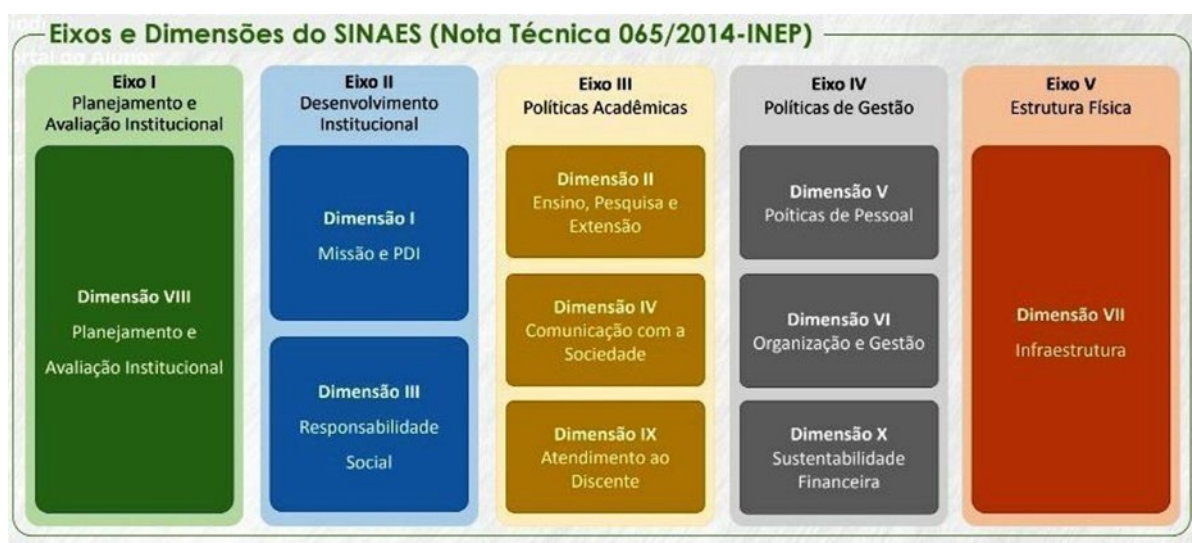 Eixos e Dimensões do SINAES (Nota Técnica 065/2014-INEP)
Eixo I
Planejamento e
Avaliação Institucional
Dimensão VIII
Planejamento e
Avaliação Institucional
Eixo II
Desenvolvimento
Institucional
Dimensão I
Missão e PDI
Dimensão III
Responsabilidade
Social
Eixo III
Políticas Acadêmicas
Dimensão II
Ensino, Pesquisa e
Extensão
Dimensão IV
Comunicação com a
Sociedade
Dimensão IX
Atendimento ao
Discente
Eixo IV
Políticas de Gestão
Dimensão V
Poíticas de Pessoal
Dimensão VI
Organização e Gestão
Dimensão X
Sustentabilidade
Financeira
Eixo V
Estrutura Física
Dimensão VII
Infraestrutura